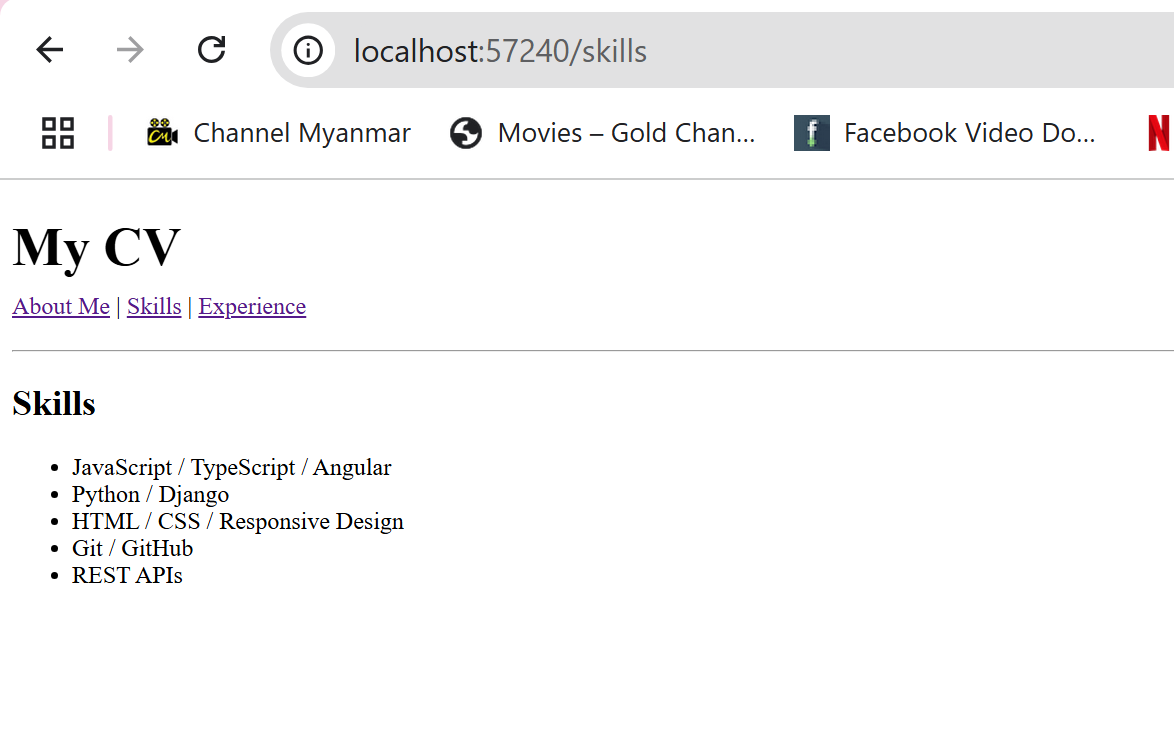 localhost:57240/skills
Channel Myanmar
Movies – Gold Chan...
Facebook Video Do...
My CV
About Me | Skills | Experience
Skills
JavaScript / TypeScript / Angular
Python / Django
HTML / CSS / Responsive Design
Git / GitHub
REST APIs